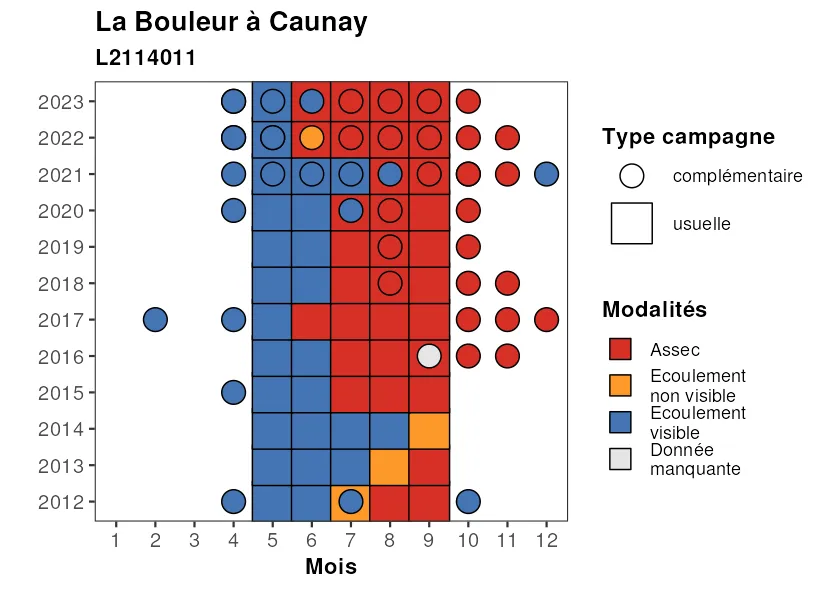 La Bouleur à Caunay
L2114011
2023
2022
2021
2020
2019
2018
2017
2016
2015
2014
2013
2012
1 2 3 4 5 6 7 8 9 10 11 12
Mois
Type campagne
complémentaire
usuelle
Modalités
Assec
Ecoulement
non visible
Ecoulement
visible
Donnée
manquante